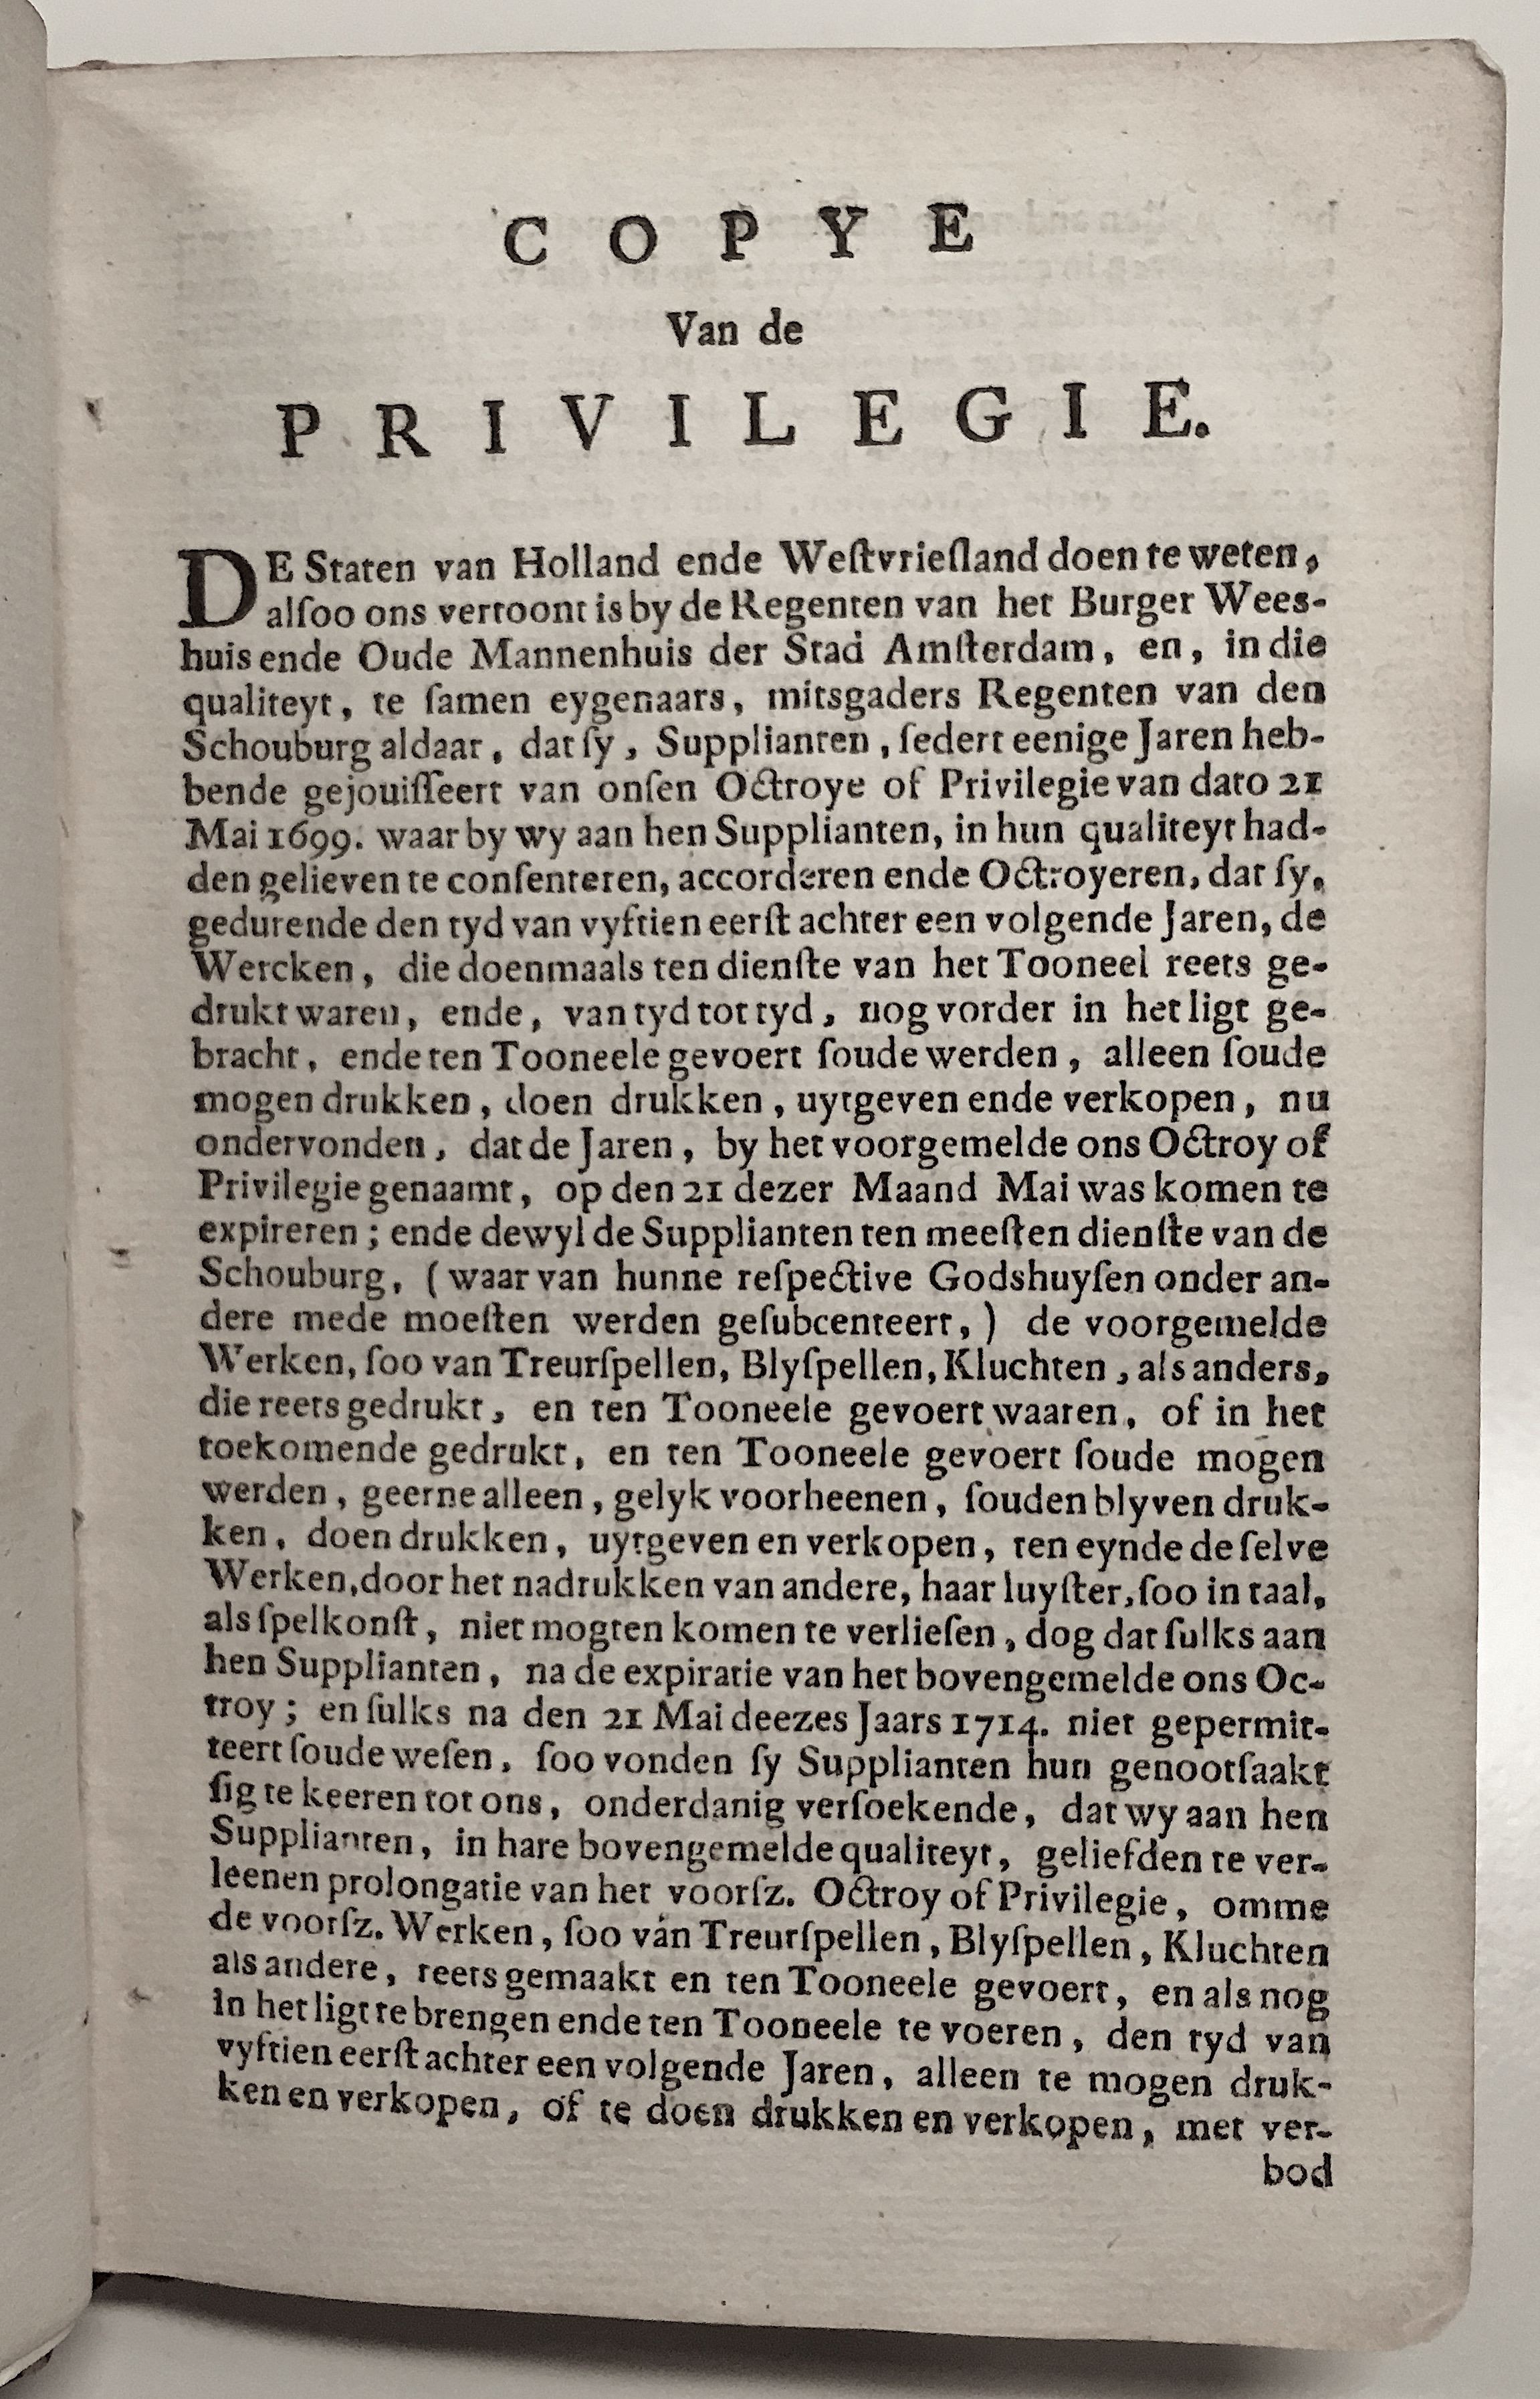 COPYE
Van de
PRIVILEGIE.
DE Staten van Holland ende Weſtvrieſland doen te weten,
alſoo ons vertoont is by de Regenten van het Burger Wees-
huis ende Oude Mannenhuis der Stad Amſterdam, en, in die
qualiteyt, te ſamen eygenaars, mitsgaders Regenten van den
Schouburg aldaar, dat ſy, Supplianten, ſedert eenige Jaren heb-
bende gejouiſſeert van onſen Octroye of Privilegie van dato 21
Mai 1699. waar by wy aan hen Supplianten, in hun qualiteyt had-
den gelieven te conſenteren, accorderen ende Octroyeren, dat ſy,
gedurende den tyd van vyftien eerſt achter een volgende Jaren, de
Wercken, die doenmaals ten dienſte van het Tooneel reets ge-
drukt waren, ende, van tyd tot tyd, nog vorder in het ligt ge-
bracht, ende ten Tooneele gevoert ſoude werden, alleen ſoude
mogen drukken, doen drukken, uytgeven ende verkopen, nu
ondervonden, dat de Jaren, by het voorgemelde ons Octroy of
Privilegie genaamt, op den 21 dezer Maand Mai was komen te
expireren; ende dewyl de Supplianten ten meeſten dienſte van de
Schouburg, (waar van hunne reſpective Godshuyſen onder an-
dere mede moeſten werden geſubcenteert,) de voorgemelde
Werken, ſoo van Treurſpellen, Blyſpellen, Kluchten, als anders,
die reets gedrukt, en ten Tooneele gevoert waaren, of in het
toekomende gedrukt, en ten Tooneele gevoert ſoude mogen
werden, geerne alleen, gelyk voorheenen, ſouden blyven druk-
ken, doen drukken, uytgeven en verkopen, ten eynde de ſelve
Werken, door het nadrukken van andere, haar luyſter, ſoo in taal,
als ſpelkonſt, niet mogten komen te verlieſen, dog dat ſulks aan
hen Supplianten, na de expiratie van het bovengemelde ons Oc-
troy; en ſulks na den 21 Mai deezes Jaars 1714. niet gepermit-
teert ſoude weſen, ſoo vonden ſy Supplianten hun genootſaakt
ſig te keeren tot ons, onderdanig verſoekende, dat wy aan hen
Supplianten, in hare bovengemelde qualiteyt, geliefden te ver-
leenen prolongatie van het voorſz. Octroy of Privilegie, omme
de voorſz. Werken, ſoo van Treurſpellen, Blyſpellen, Kluchten
als andere, reets gemaakt en ten Tooneele gevoert, en als nog
in het ligt te brengen ende ten Tooneele te voeren, den tyd van
vyftien eerſt achter een volgende Jaren, alleen te mogen druk-
ken en verkopen, of te doen drukken en verkopen, met ver-
bod